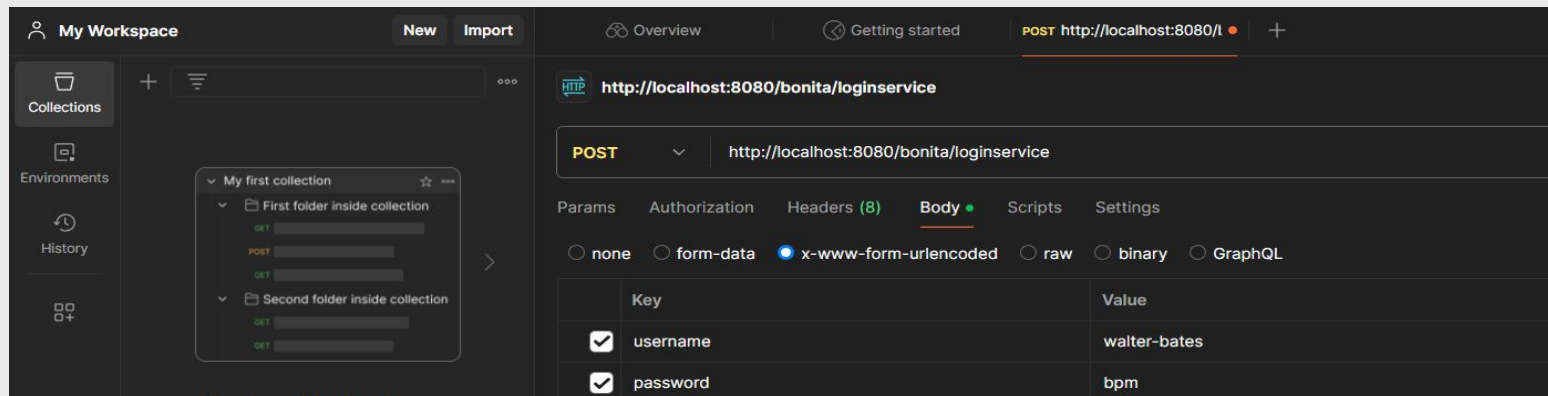 My Workspace
New
Import
Overview
Getting started
POST http://localhost:8080/l
Collections
HTTP http://localhost:8080/bonita/loginservice
POST
http://localhost:8080/bonita/loginservice
Environments
My first collection
First folder inside collection
GET
POST
GET
Second folder inside collection
GET
GET
History
Params
Authorization
Headers (8)
Body
Scripts
Settings
none
form-data
x-www-form-urlencoded
raw
binary
GraphQL
Key
Value
username
walter-bates
password
bpm